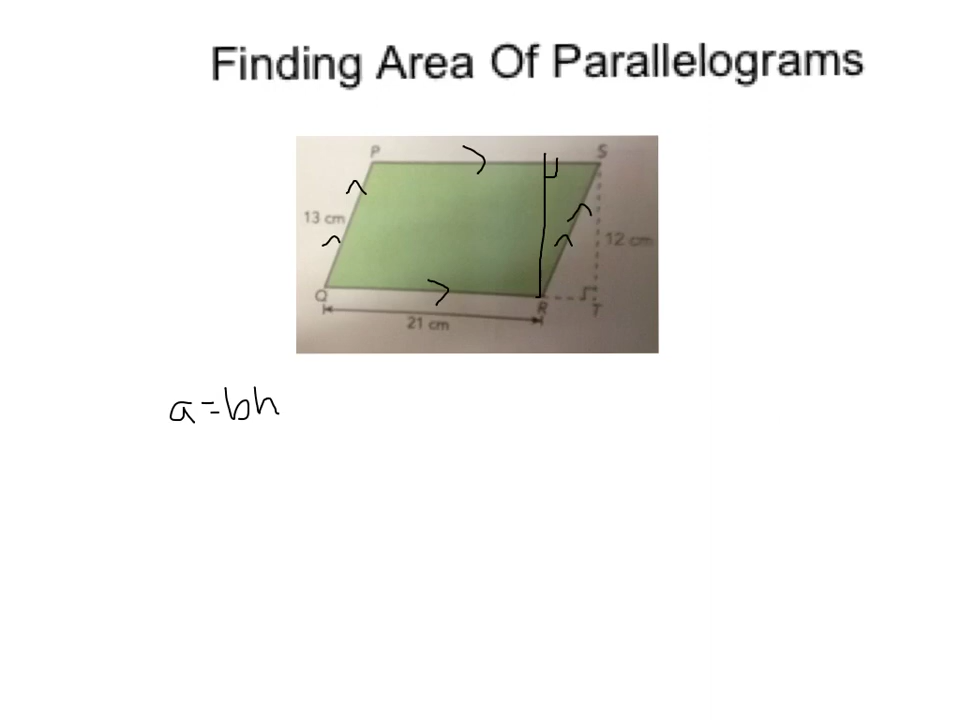 Finding Area Of Parallelograms
P
S
13 cm
12 cm
Q
R
T
21 cm
a=bh